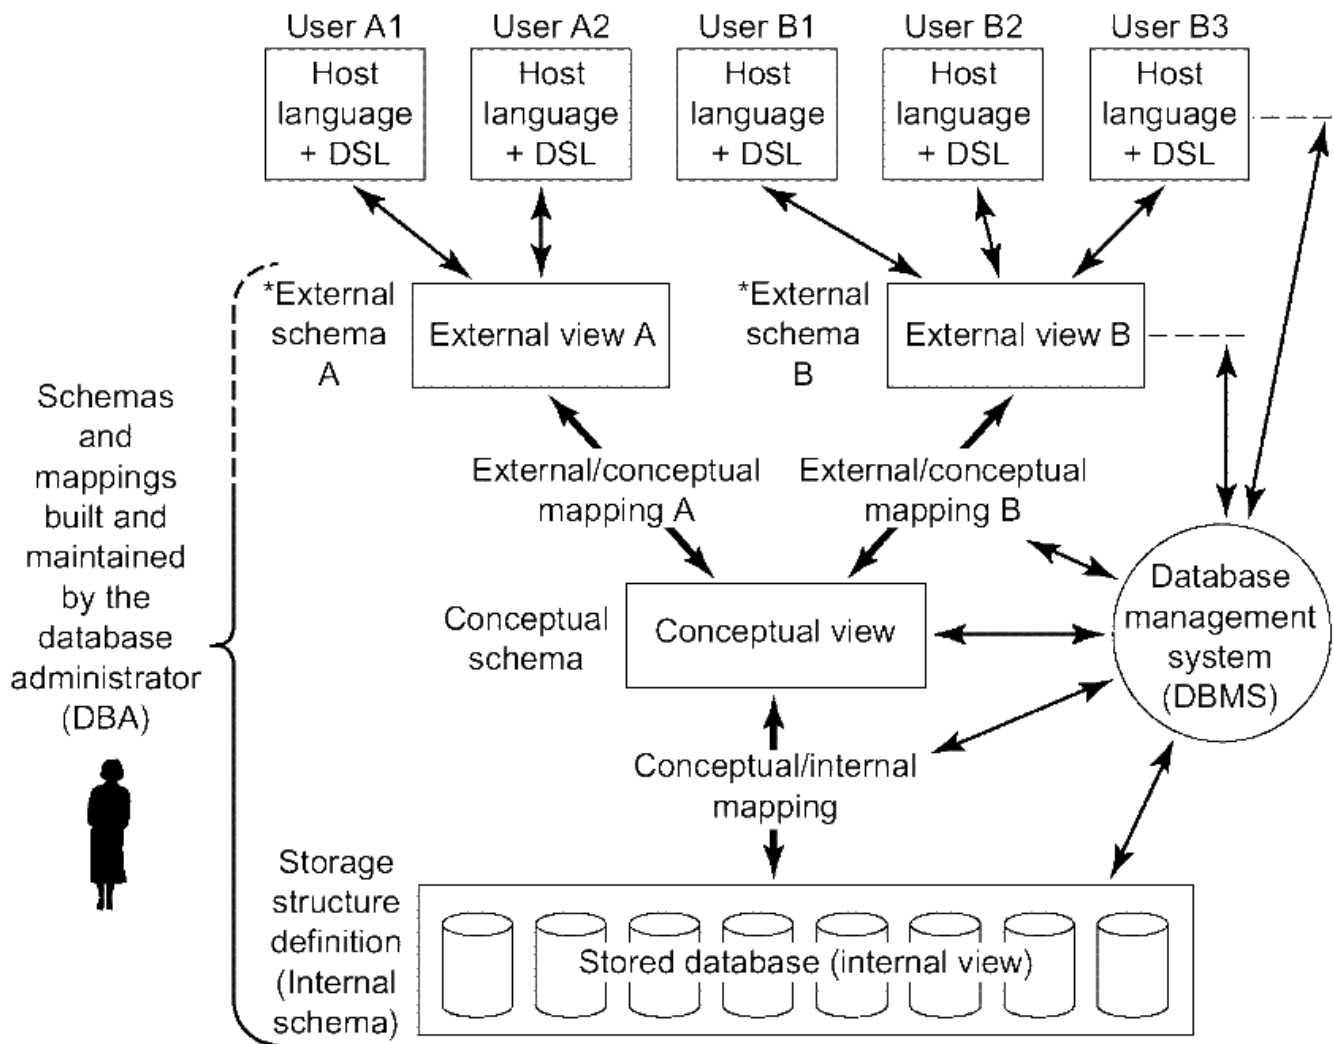 User A1
User A2
User B1
User B2
User B3
Host
language
+ DSL
Host
language
+ DSL
Host
language
+ DSL
Host
language
+ DSL
Host
language
+ DSL
*External
schema
A
External view A
*External
schema
B
External view B
Schemas
and
mappings
built and
maintained
by the
database
administrator
(DBA)
External/conceptual
mapping A
External/conceptual
mapping B
Conceptual
schema
Conceptual view
Database
management
system
(DBMS)
Conceptual/internal
mapping
Storage
structure
definition
(Internal
schema)
Stored database (internal view)